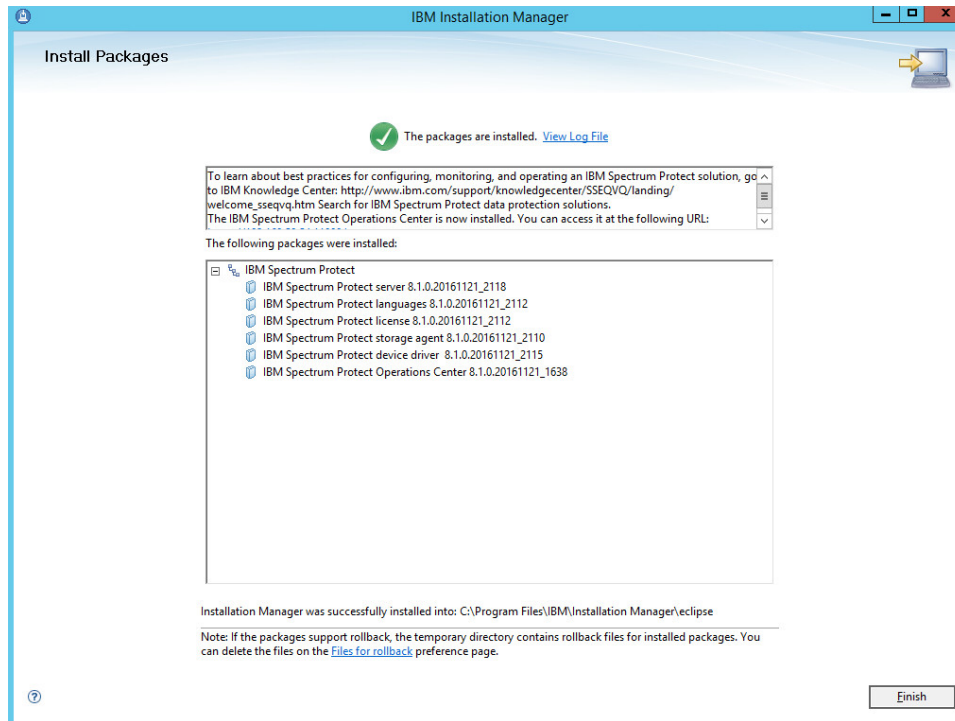 IBM Installation Manager
Install Packages
The packages are installed. View Log File
To learn about best practices for configuring, monitoring, and operating an IBM Spectrum Protect solution, go
to IBM Knowledge Center: http://www.ibm.com/support/knowledgecenter/SSEQVQ/landing/
welcome_sseqvq.htm Search for IBM Spectrum Protect data protection solutions.
The IBM Spectrum Protect Operations Center is now installed. You can access it at the following URL:
The following packages were installed:
IBM Spectrum Protect
IBM Spectrum Protect server 8.1.0.20161121_2118
IBM Spectrum Protect languages 8.1.0.20161121_2112
IBM Spectrum Protect license 8.1.0.20161121_2112
IBM Spectrum Protect storage agent 8.1.0.20161121_2110
IBM Spectrum Protect device driver 8.1.0.20161121_2115
IBM Spectrum Protect Operations Center 8.1.0.20161121_1638
Installation Manager was successfully installed into: C:\Program Files\IBM\Installation Manager\eclipse
Note: If the packages support rollback, the temporary directory contains rollback files for installed packages. You
can delete the files on the Files for rollback preference page.
Finish